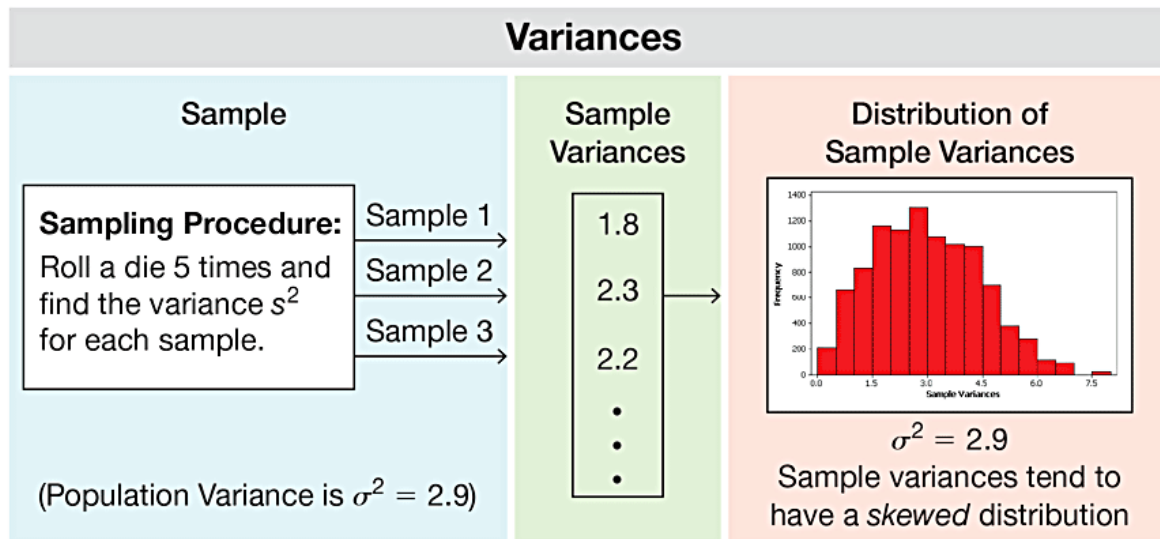 Variances
Sample
Sampling Procedure:
Roll a die 5 times and
find the variance s²
for each sample.
Sample 1
Sample 2
Sample 3
(Population Variance is σ² = 2.9)
Sample
Variances
1.8
2.3
2.2
Distribution of
Sample Variances
Frequency
1400
1200
1000
800
600
400
200
0
0.0 1.5 3.0 4.5 6.0 7.5
Sample Variances
σ² = 2.9
Sample variances tend to
have a skewed distribution